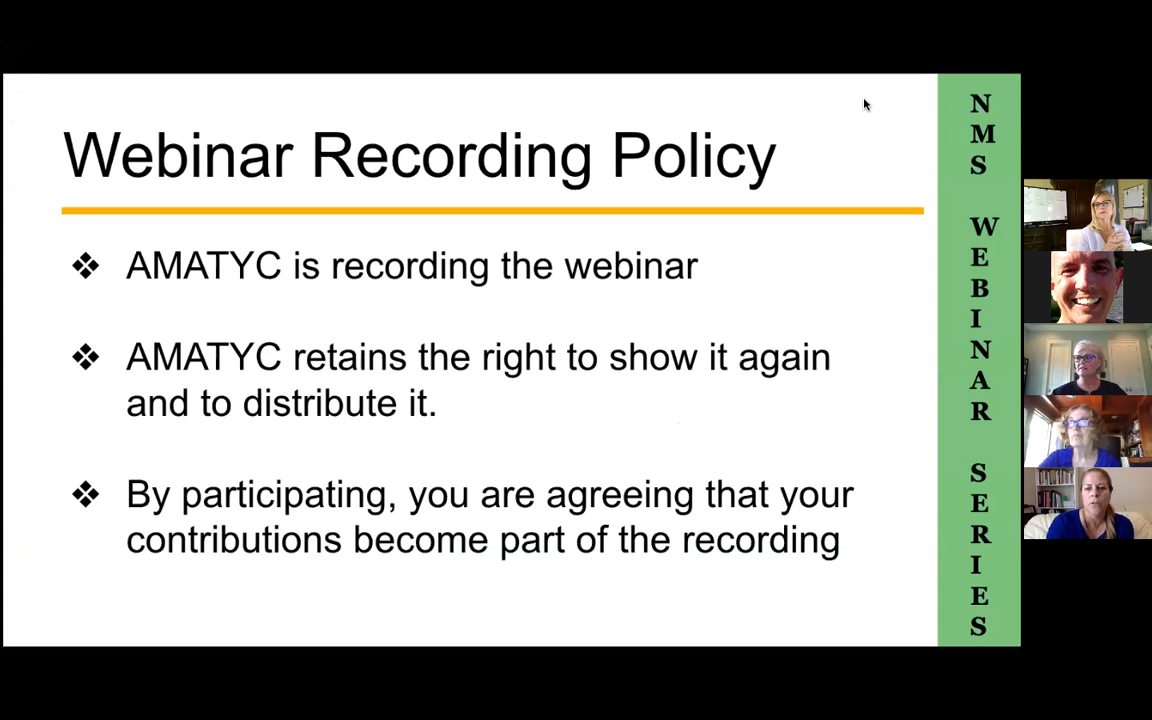 Webinar Recording Policy
❖ AMATYC is recording the webinar
❖ AMATYC retains the right to show it again
and to distribute it.
❖ By participating, you are agreeing that your
contributions become part of the recording
NMS WEBINAR SERIES